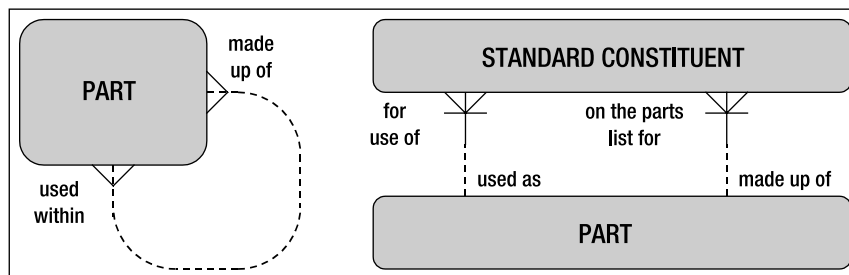 PART
made
up of
used
within
STANDARD CONSTITUENT
for
use of
on the parts
list for
used as
made up of
PART